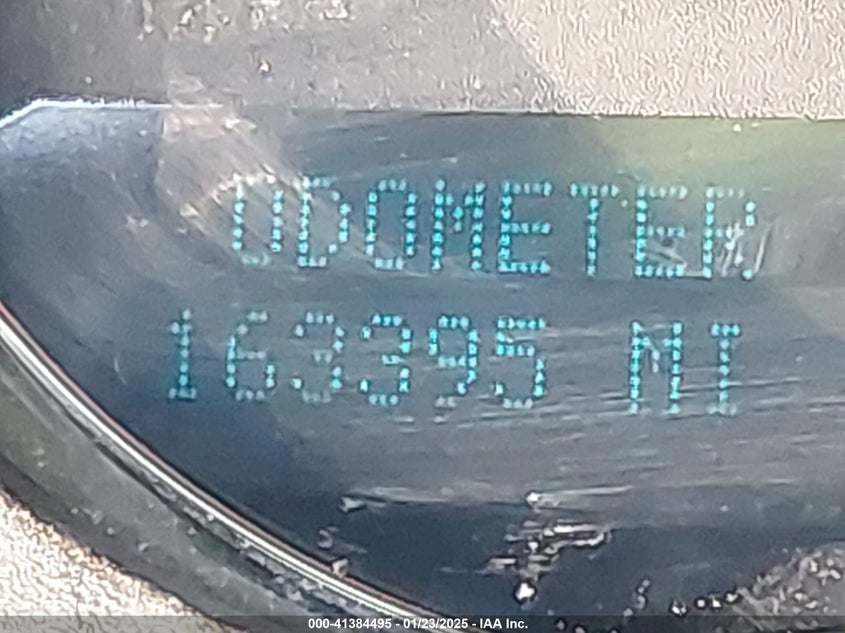 ODOMETER
163395 MI
000-41384495 - 01/23/2025 - IAA Inc.